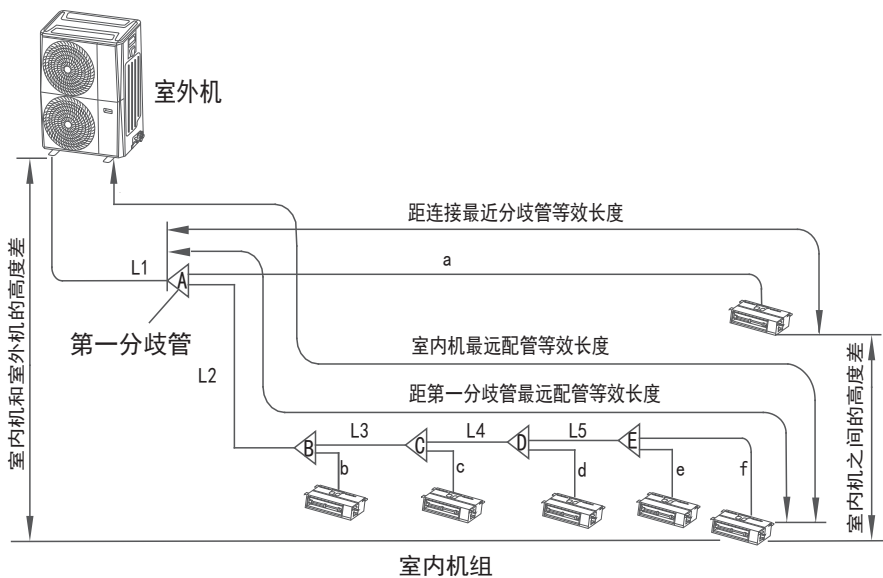 室外机
距连接最近分歧管等效长度
a
L1
A
第一分歧管
室内机最远配管等效长度
L2
距第一分歧管最远配管等效长度
L3
L4
L5
B
C
D
E
b
c
d
e
f
室内机和室外机的高度差
室内机之间的高度差
室内机组